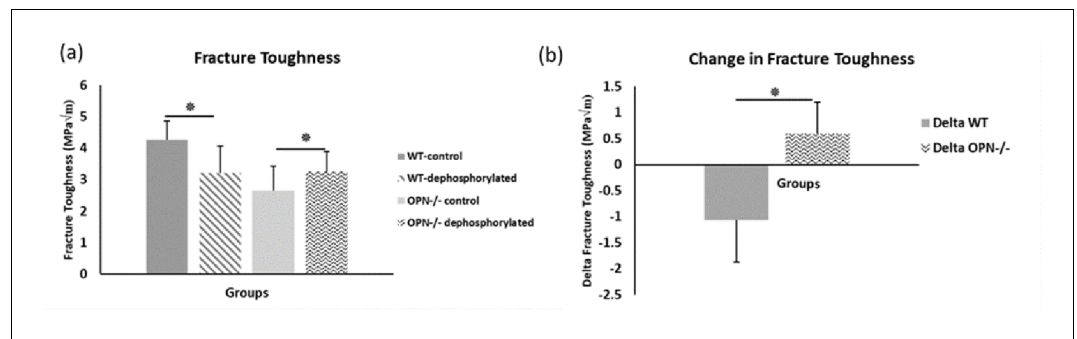 (a)
Fracture Toughness
Fracture Toughness (MPa√m)
6
5
4
3
2
1
0
*
*
Groups
WT-control
WT-dephosphorylated
OPN-/- control
OPN-/- dephosphorylated
(b)
Change in Fracture Toughness
Delta Fracture Toughness (MPa√m)
1.5
1
0.5
0
-0.5
-1
-1.5
-2
-2.5
*
Groups
Delta WT
Delta OPN-/-